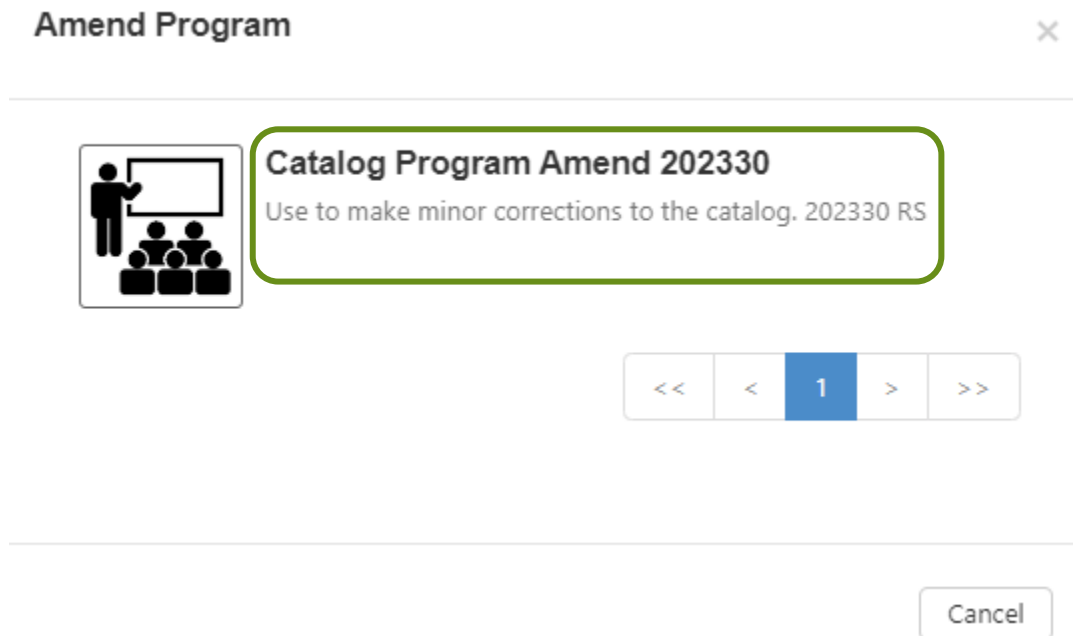 Amend Program ×
Catalog Program Amend 202330
Use to make minor corrections to the catalog. 202330 RS
<< < 1 > >>
Cancel